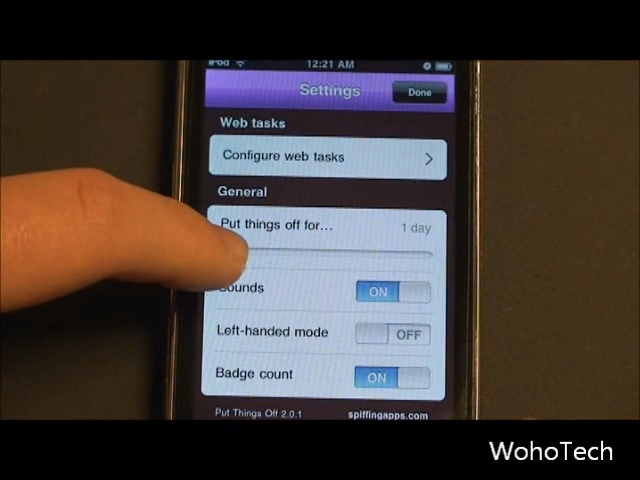 iPod 12:21 AM
Settings Done
Web tasks
Configure web tasks
General
Put things off for... 1 day
Sounds ON
Left-handed mode OFF
Badge count ON
Put Things Off 2.0.1 spiffingapps.com
WohoTech